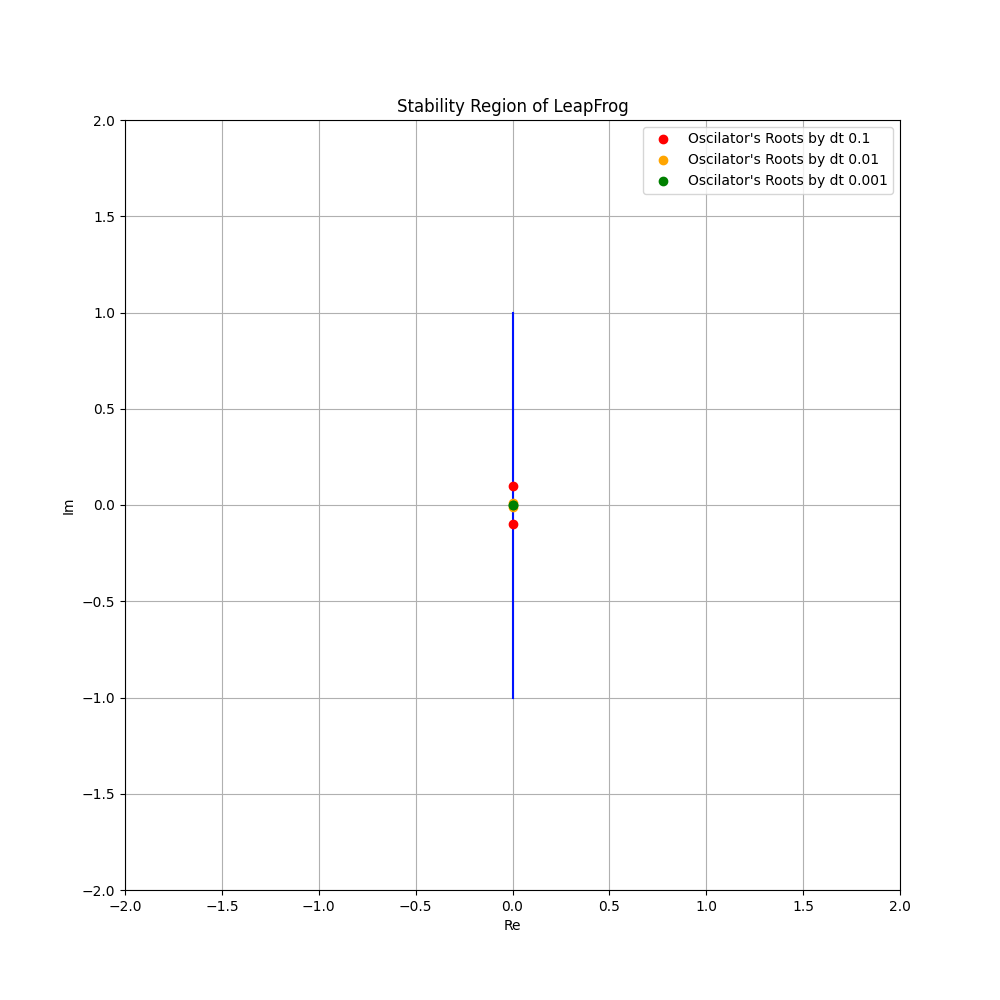 Stability Region of LeapFrog
Oscilator's Roots by dt 0.1
Oscilator's Roots by dt 0.01
Oscilator's Roots by dt 0.001
2.0
1.5
1.0
0.5
0.0
−0.5
−1.0
−1.5
−2.0
Im
−2.0 −1.5 −1.0 −0.5 0.0 0.5 1.0 1.5 2.0
Re